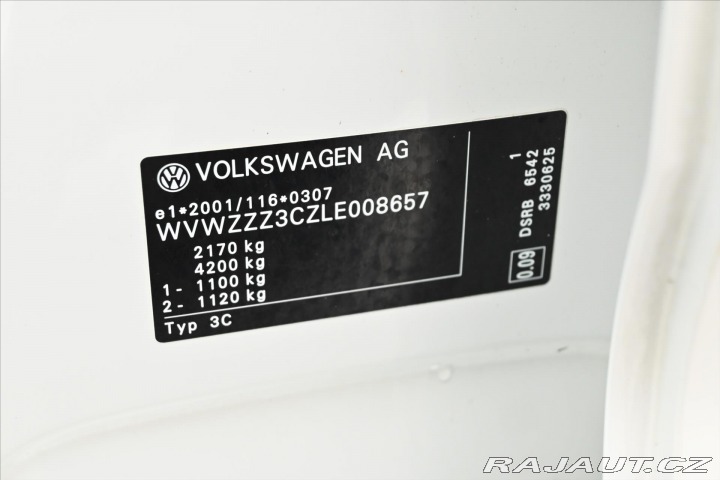 VOLKSWAGEN AG
e1*2001/116*0307
WVWZZZ3CZLE008657
2170 kg
4200 kg
1 - 1100 kg
2 - 1120 kg
Typ 3C
1
DSRB 6542
3330625
0.09
RAJAUT.CZ